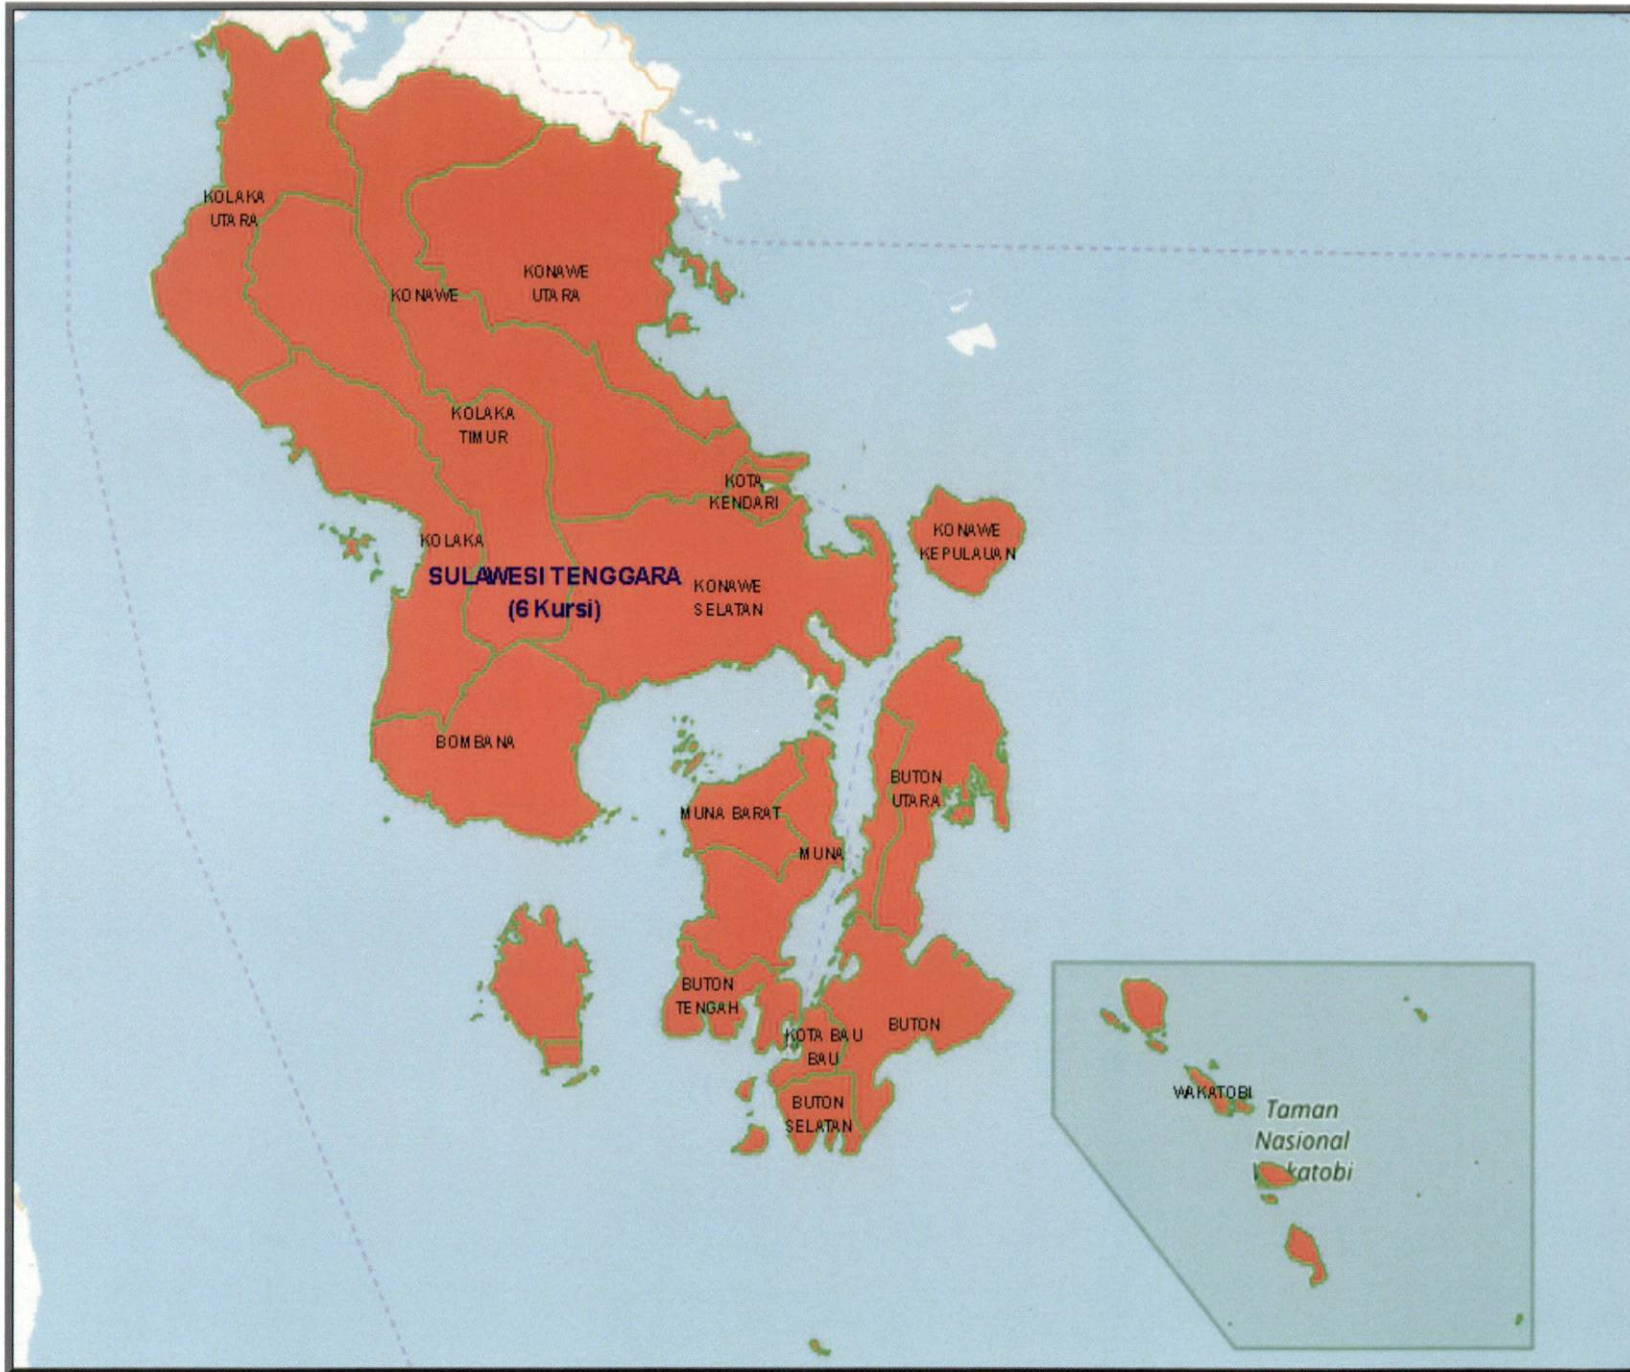 KOLAKA
UTARA
KONAWE
UTARA
KONAWE
KOLAKA
TIMUR
KOTA
KENDARI
KOLAKA
KONAWE
KEPULAUAN
SULAWESI TENGGARA
(6 Kursi)
KONAWE
SELATAN
BOMBANA
BUTON
UTARA
MUNA BARAT
MUNA
BUTON
TENGAH
KOTA BAU
BAU
BUTON
BUTON
SELATAN
WAKATOBI
Taman
Nasional